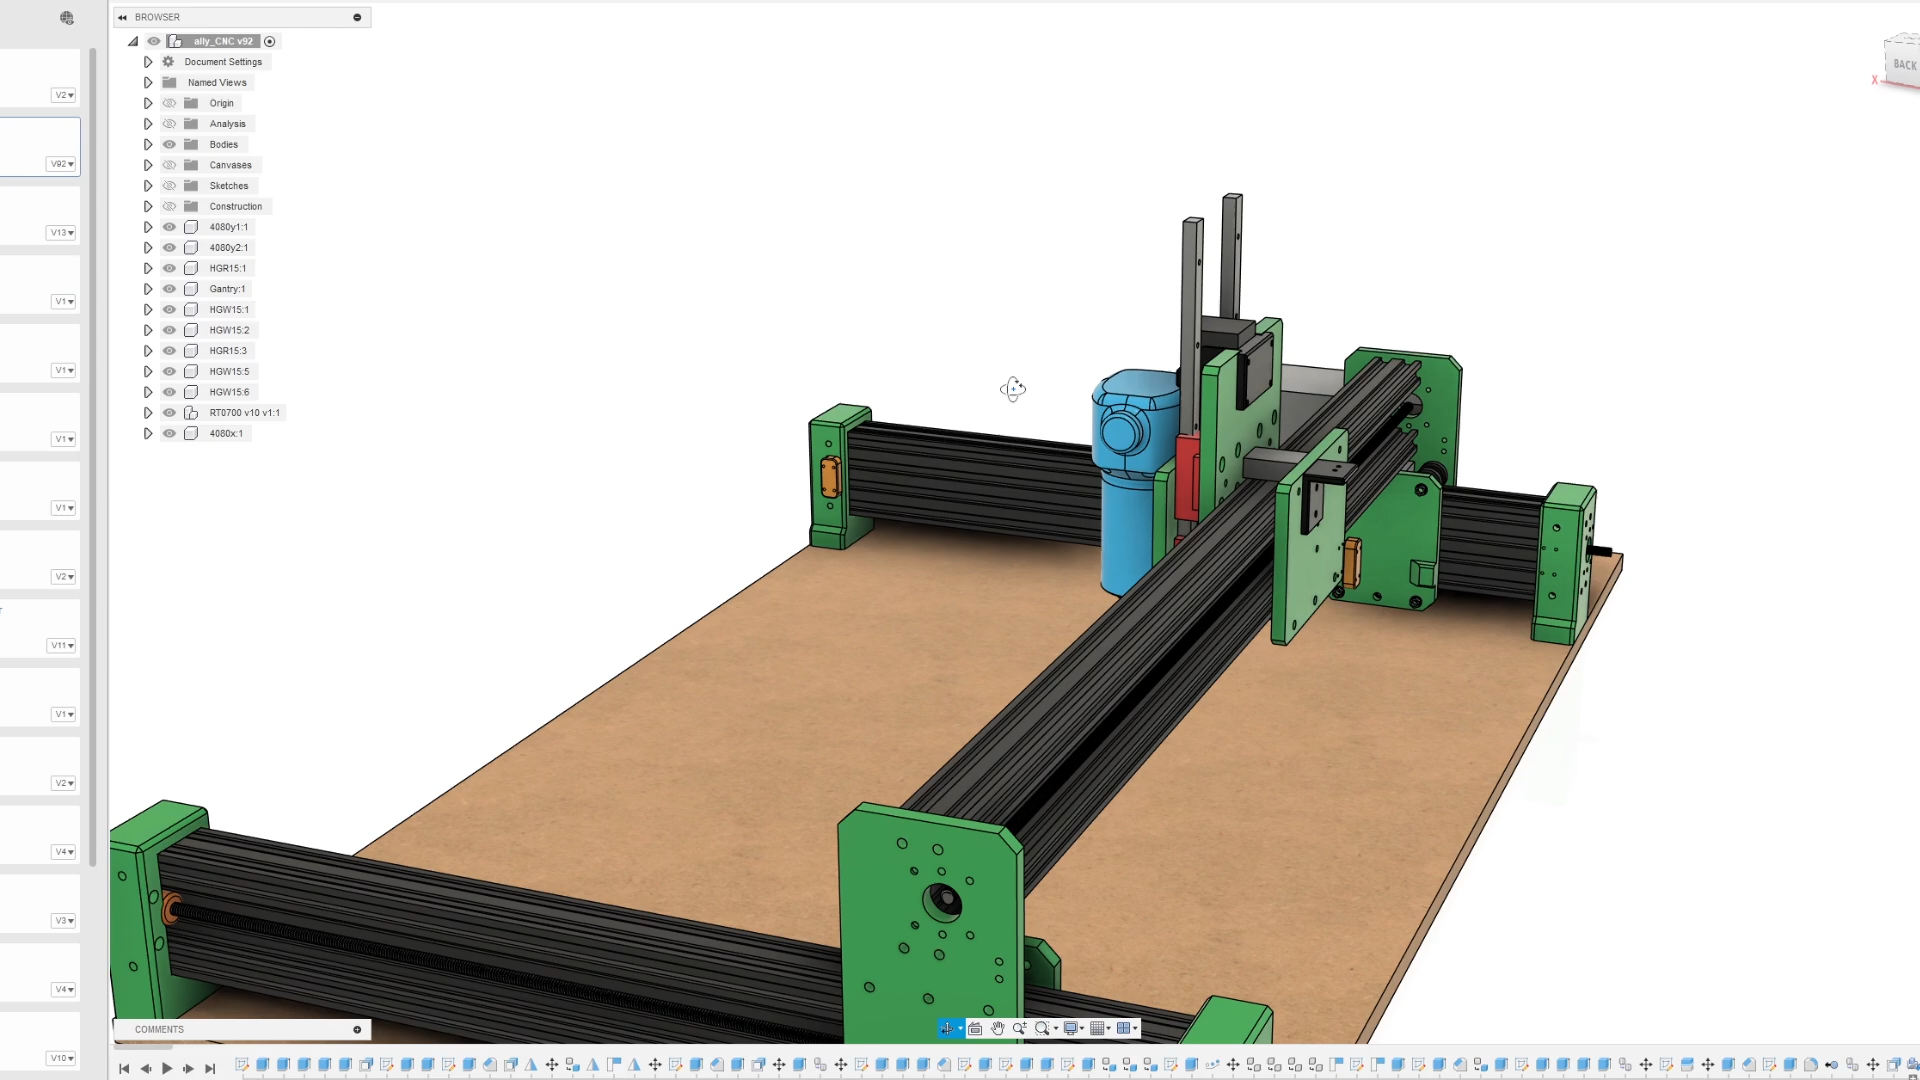 BROWSER
ally_CNC v92
Document Settings
Named Views
Origin
Analysis
Bodies
Canvases
Sketches
Construction
4080y1:1
4080y2:1
HGR15:1
Gantry:1
HGW15:1
HGW15:2
HGR15:3
HGW15:5
HGW15:6
RT0700 v10 v1:1
4080x:1
V2
V92
V13
V1
V1
V1
V1
V2
V11
V1
V2
V4
V3
V4
V10
BACK
X
COMMENTS